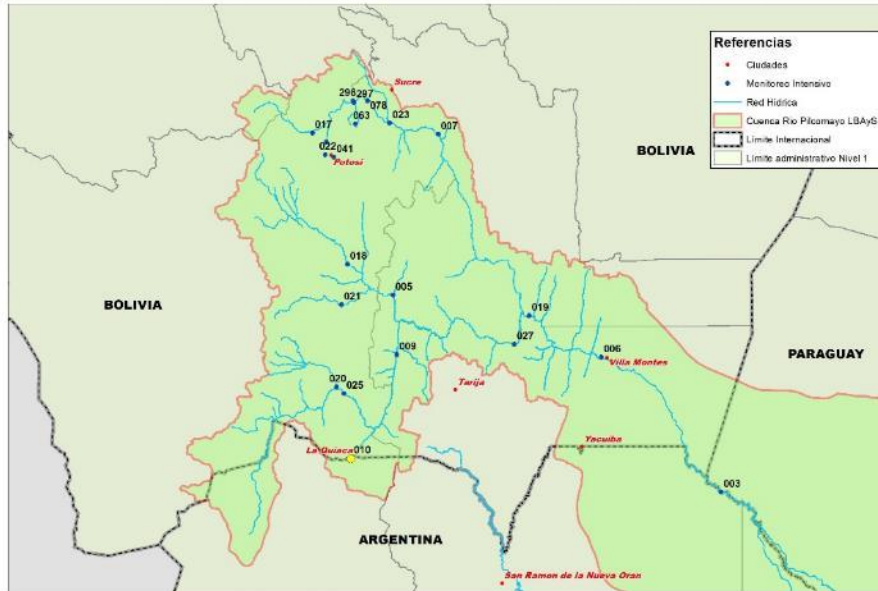 Referencias
Ciudades
Monitoreo Intensivo
Red Hídrica
Cuenca Río Pilcomayo LBAyS
Límite Internacional
Límite administrativo Nivel 1
Sucre
298
297
078
063
023
007
017
022
041
Potosí
BOLIVIA
018
021
005
BOLIVIA
019
027
006
Villa Montes
PARAGUAY
009
020
025
Tarija
La Quiaca
010
Yacuiba
003
ARGENTINA
San Ramon de la Nueva Oran